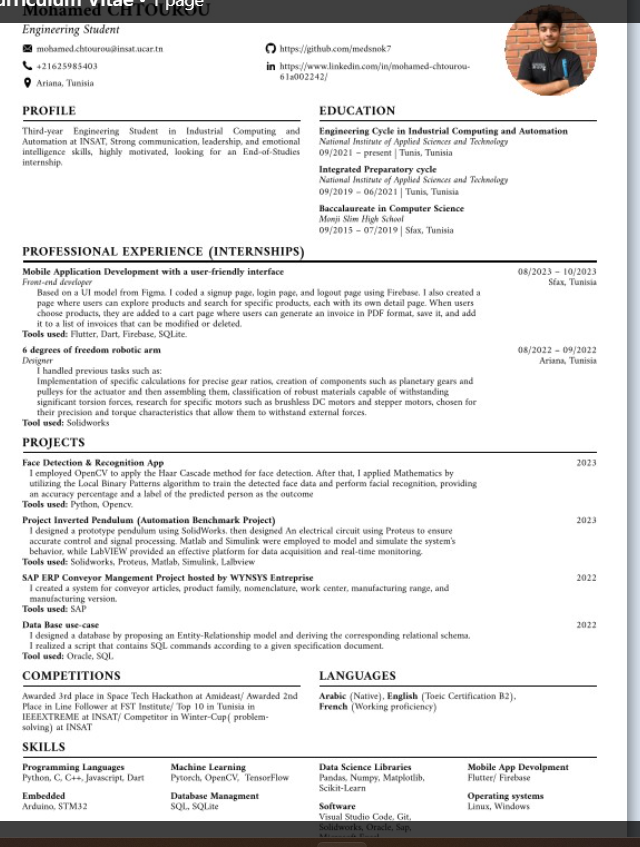 Curriculum Vitae - 1 page
Mohamed CHTOUROU
Engineering Student
mohamed.chtourou@insat.ucar.tn
+21625985403
Ariana, Tunisia
https://github.com/medsnok7
https://www.linkedin.com/in/mohamed-chtourou-
61a002242/
PROFILE
Third-year Engineering Student in Industrial Computing and
Automation at INSAT, Strong communication, leadership, and emotional
intelligence skills, highly motivated, looking for an End-of-Studies
internship.
EDUCATION
Engineering Cycle in Industrial Computing and Automation
National Institute of Applied Sciences and Technology
09/2021 – present | Tunis, Tunisia
Integrated Preparatory cycle
National Institute of Applied Sciences and Technology
09/2019 – 06/2021 | Tunis, Tunisia
Baccalaureate in Computer Science
Monji Slim High School
09/2015 – 07/2019 | Sfax, Tunisia
PROFESSIONAL EXPERIENCE (INTERNSHIPS)
Mobile Application Development with a user-friendly interface 08/2023 – 10/2023
Front-end developer Sfax, Tunisia
Based on a UI model from Figma. I coded a signup page, login page, and logout page using Firebase. I also created a
page where users can explore products and search for specific products, each with its own detail page. When users
choose products, they are added to a cart page where users can generate an invoice in PDF format, save it, and add
it to a list of invoices that can be modified or deleted.
Tools used: Flutter, Dart, Firebase, SQLite.
6 degrees of freedom robotic arm 08/2022 – 09/2022
Designer Ariana, Tunisia
I handled previous tasks such as:
Implementation of specific calculations for precise gear ratios, creation of components such as planetary gears and
pulleys for the actuator and then assembling them, classification of robust materials capable of withstanding
significant torsion forces, research for specific motors such as brushless DC motors and stepper motors, chosen for
their precision and torque characteristics that allow them to withstand external forces.
Tool used: Solidworks
PROJECTS
Face Detection & Recognition App 2023
I employed OpenCV to apply the Haar Cascade method for face detection. After that, I applied Mathematics by
utilizing the Local Binary Patterns algorithm to train the detected face data and perform facial recognition, providing
an accuracy percentage and a label of the predicted person as the outcome
Tools used: Python, Opencv.
Project Inverted Pendulum (Automation Benchmark Project) 2023
I designed a prototype pendulum using SolidWorks. then designed An electrical circuit using Proteus to ensure
accurate control and signal processing. Matlab and Simulink were employed to model and simulate the system's
behavior, while LabVIEW provided an effective platform for data acquisition and real-time monitoring.
Tools used: Solidworks, Proteus, Matlab, Simulink, Lalbview
SAP ERP Conveyor Mangement Project hosted by WYNSYS Entreprise 2022
I created a system for conveyor articles, product family, nomenclature, work center, manufacturing range, and
manufacturing version.
Tools used: SAP
Data Base use-case 2022
I designed a database by proposing an Entity-Relationship model and deriving the corresponding relational schema.
I realized a script that contains SQL commands according to a given specification document.
Tool used: Oracle, SQL
COMPETITIONS
Awarded 3rd place in Space Tech Hackathon at Amideast/ Awarded 2nd
Place in Line Follower at FST Institute/ Top 10 in Tunisia in
IEEEXTREME at INSAT/ Competitor in Winter-Cup( problem-
solving) at INSAT
LANGUAGES
Arabic (Native), English (Toeic Certification B2),
French (Working proficiency)
SKILLS
Programming Languages
Python, C, C++, Javascript, Dart
Machine Learning
Pytorch, OpenCV, TensorFlow
Data Science Libraries
Pandas, Numpy, Matplotlib,
Scikit-Learn
Mobile App Devolpment
Flutter/ Firebase
Embedded
Arduino, STM32
Database Managment
SQL, SQLite
Software
Visual Studio Code, Git,
Solidworks, Oracle, Sap,
Operating systems
Linux, Windows